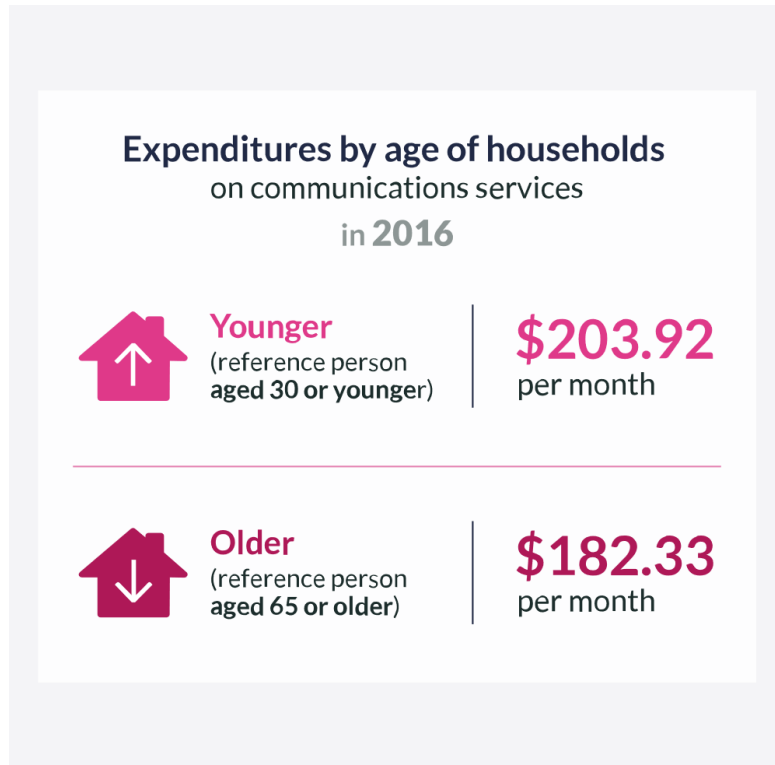 Expenditures by age of households
on communications services
in 2016
Younger
(reference person
aged 30 or younger)
$203.92
per month
Older
(reference person
aged 65 or older)
$182.33
per month